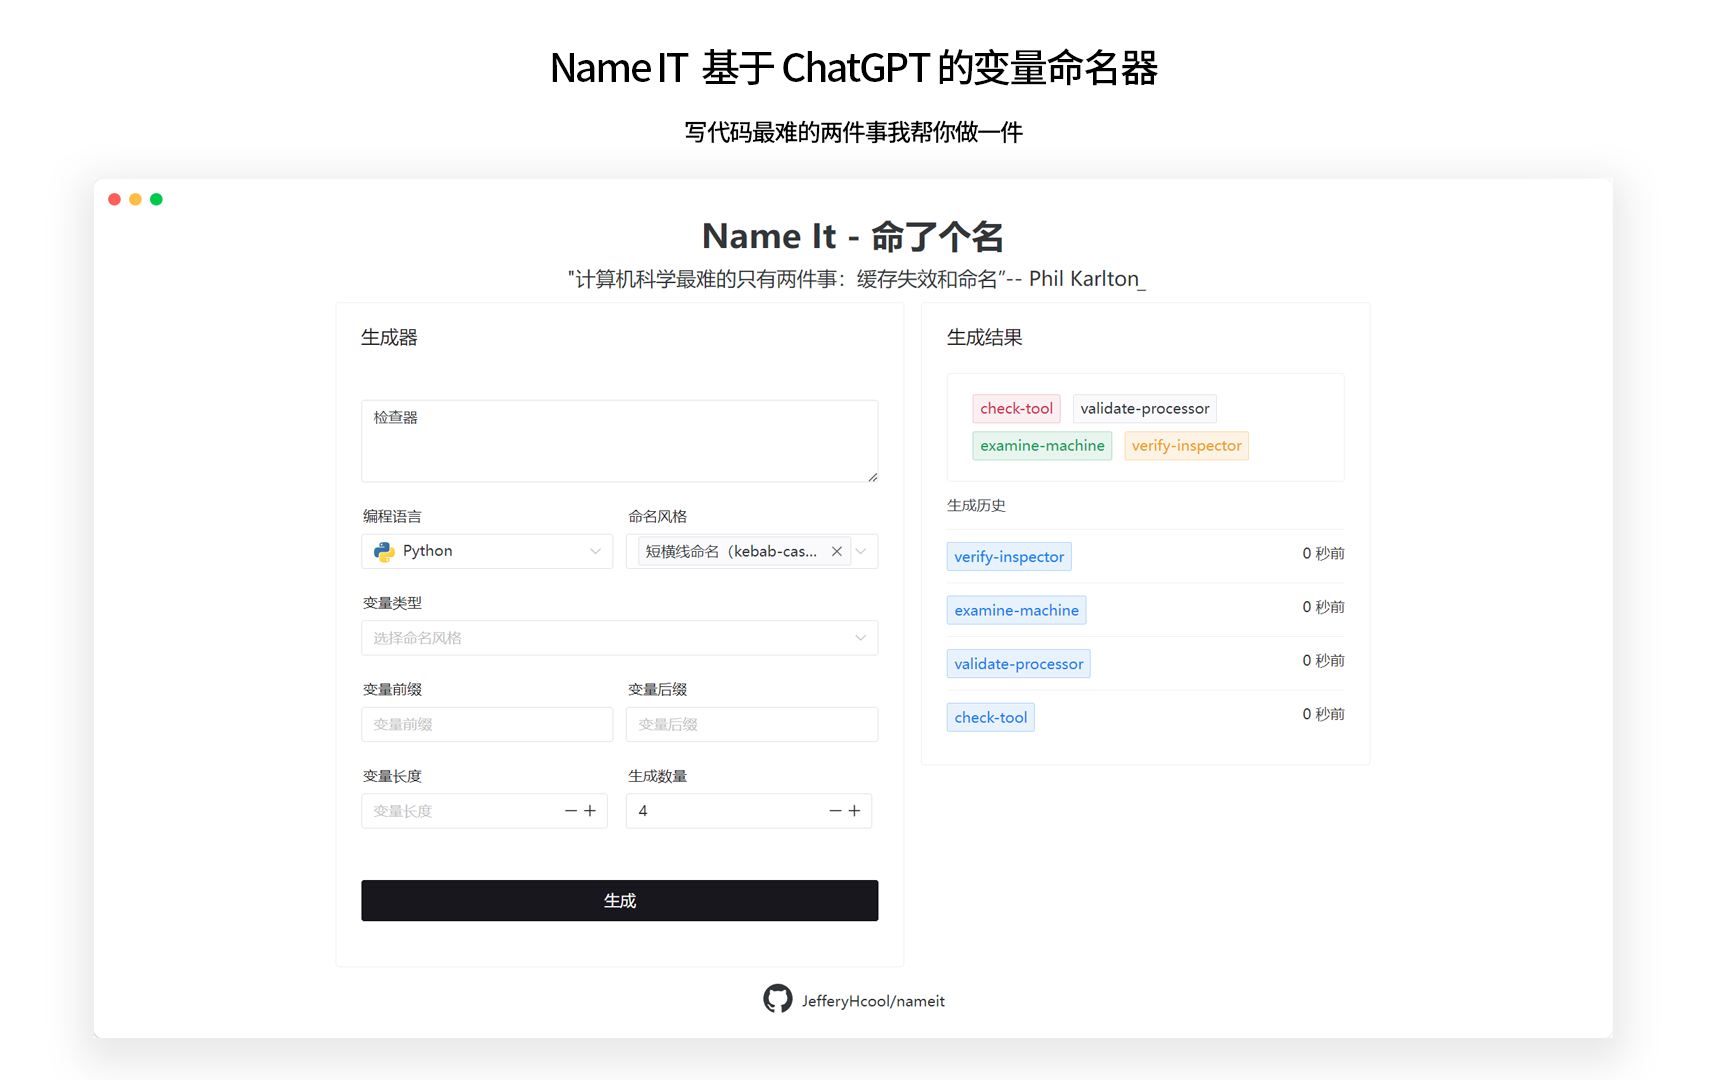 Name IT 基于 ChatGPT 的变量命名器
写代码最难的两件事我帮你做一件
Name It - 命了个名
"计算机科学最难的只有两件事：缓存失效和命名”-- Phil Karlton_
生成器
检查器
编程语言
命名风格
Python
短横线命名（kebab-cas...
变量类型
选择命名风格
变量前缀
变量后缀
变量前缀
变量后缀
变量长度
生成数量
变量长度
4
生成
生成结果
check-tool
validate-processor
examine-machine
verify-inspector
生成历史
verify-inspector
0 秒前
examine-machine
0 秒前
validate-processor
0 秒前
check-tool
0 秒前
JefferyHcool/nameit